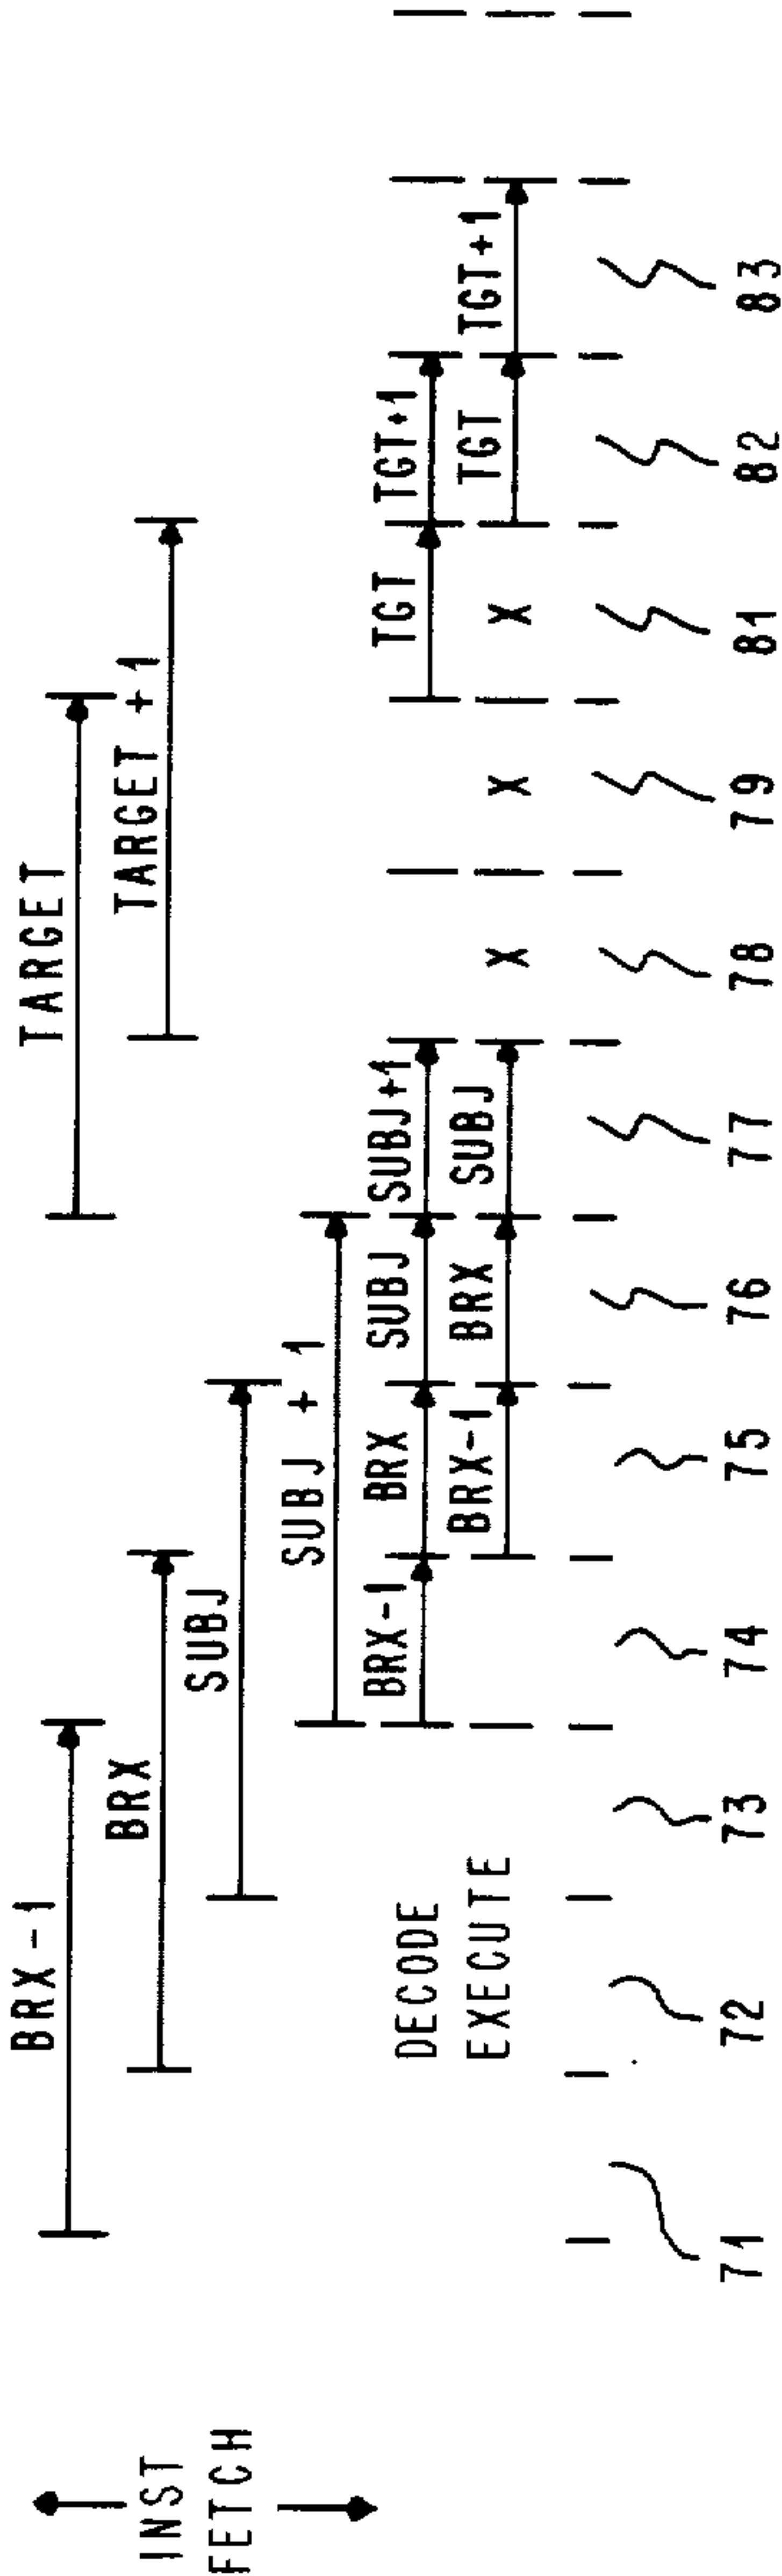 INST
FETCH
BRX-1
TARGET
BRX
TARGET +1
SUBJ
SUBJ + 1
DECODE
BRX-1
BRX
SUBJ
SUBJ+1
TGT
TGT+1
EXECUTE
BRX-1
BRX
SUBJ
X
X
X
TGT
TGT+1
71
72
73
74
75
76
77
78
79
81
82
83